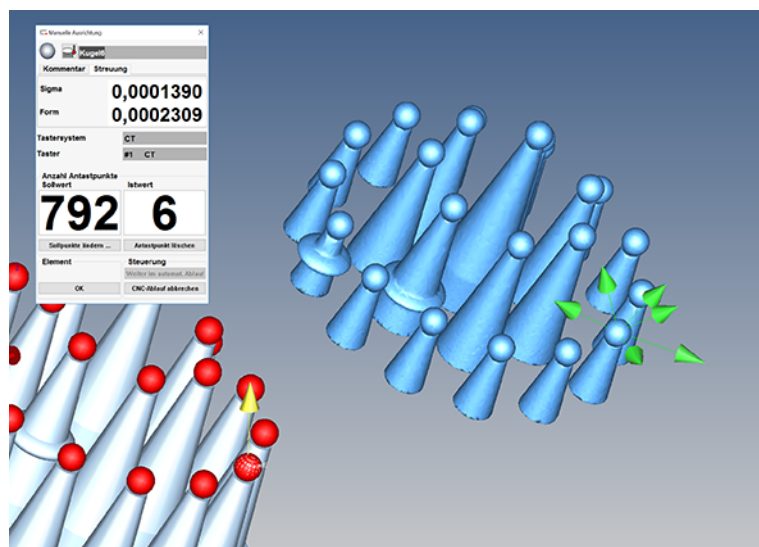 Manuelle Ausrichtung
Kugel6
Kommentar Streuung
Sigma 0,0001390
Form 0,0002309
Tastersystem CT
Taster #1 CT
Anzahl Antastpunkte
Sollwert Istwert
792 6
Sollpunkte ändern ... Antastpunkt löschen
Element Steuerung
Weiter im automat. Ablauf
OK CNC-Ablauf abbrechen